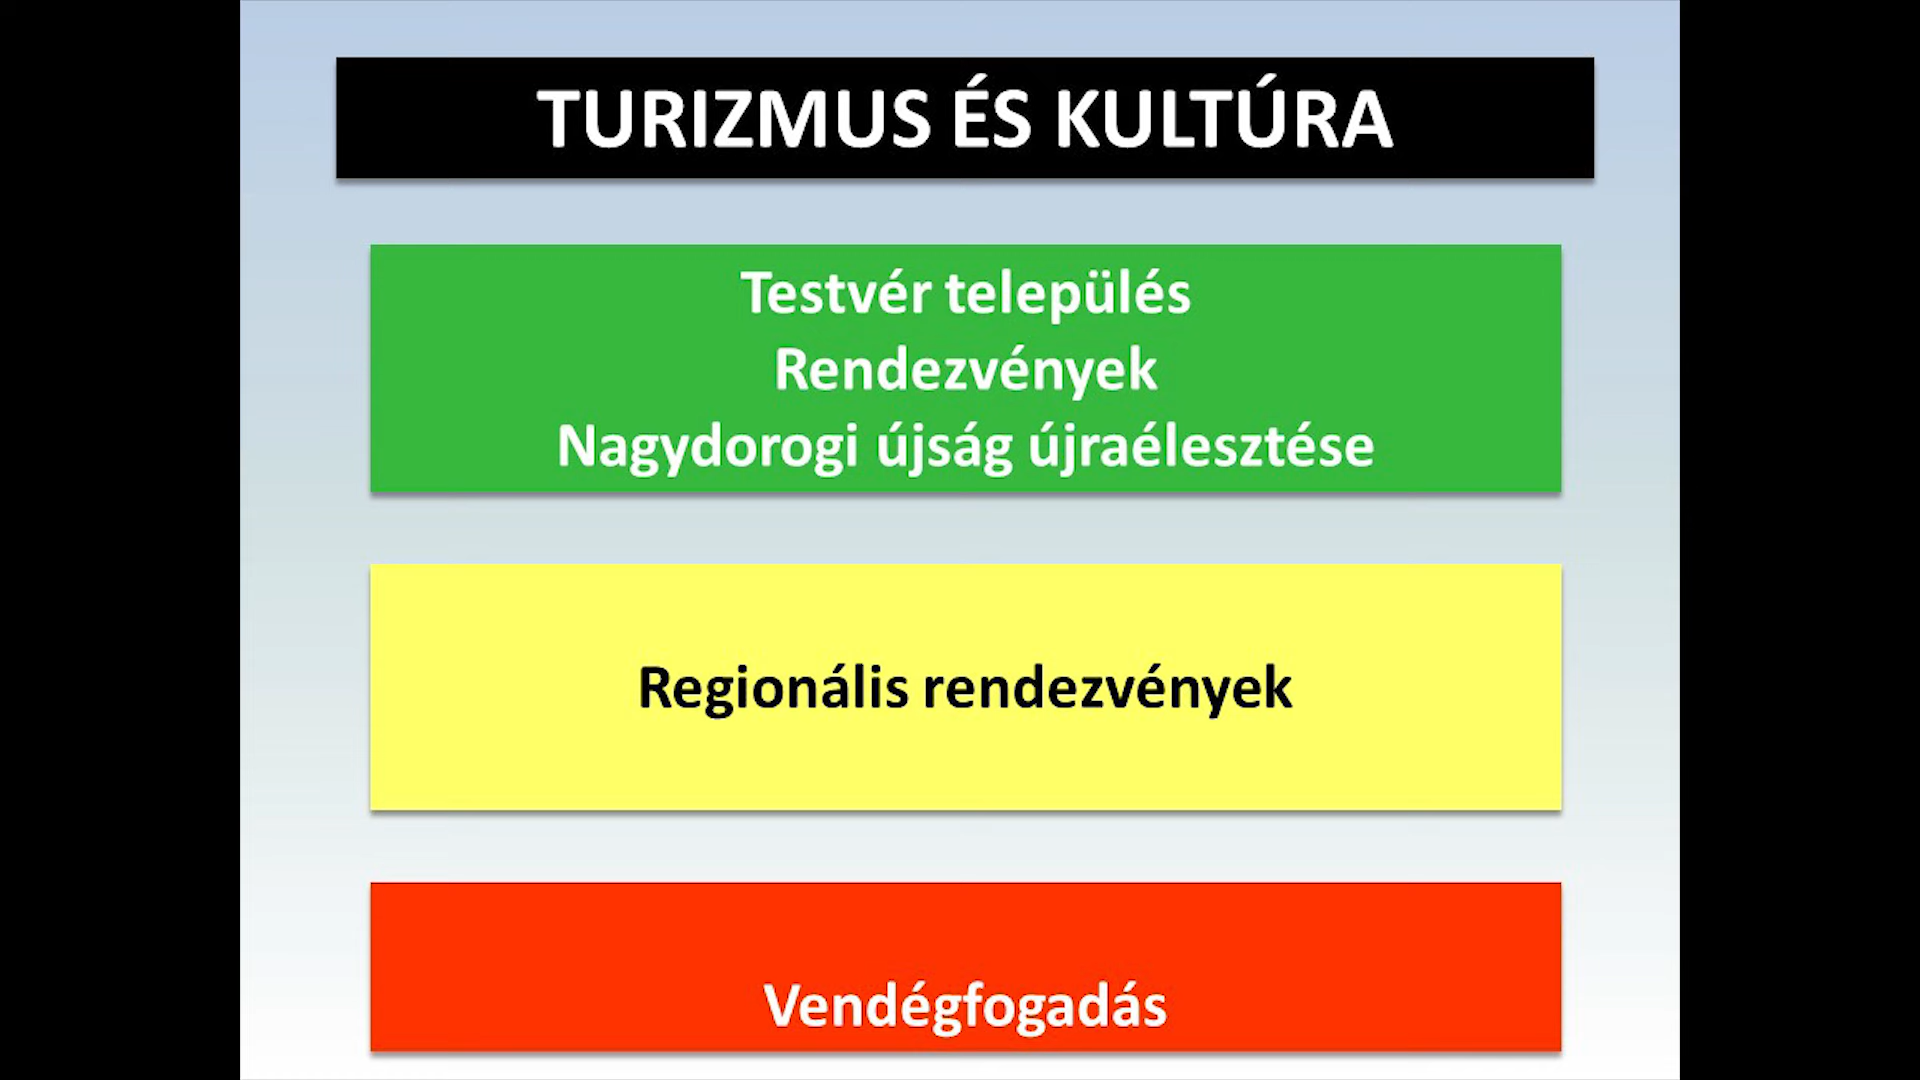 TURIZMUS ÉS KULTÚRA
Testvér település
Rendezvények
Nagydorogi újság újraélesztése
Regionális rendezvények
Vendégfogadás